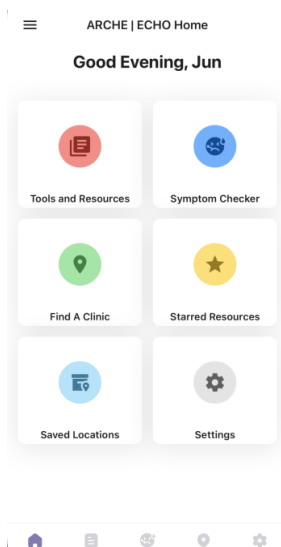 ARCHE | ECHO Home
Good Evening, Jun
Tools and Resources
Symptom Checker
Find A Clinic
Starred Resources
Saved Locations
Settings